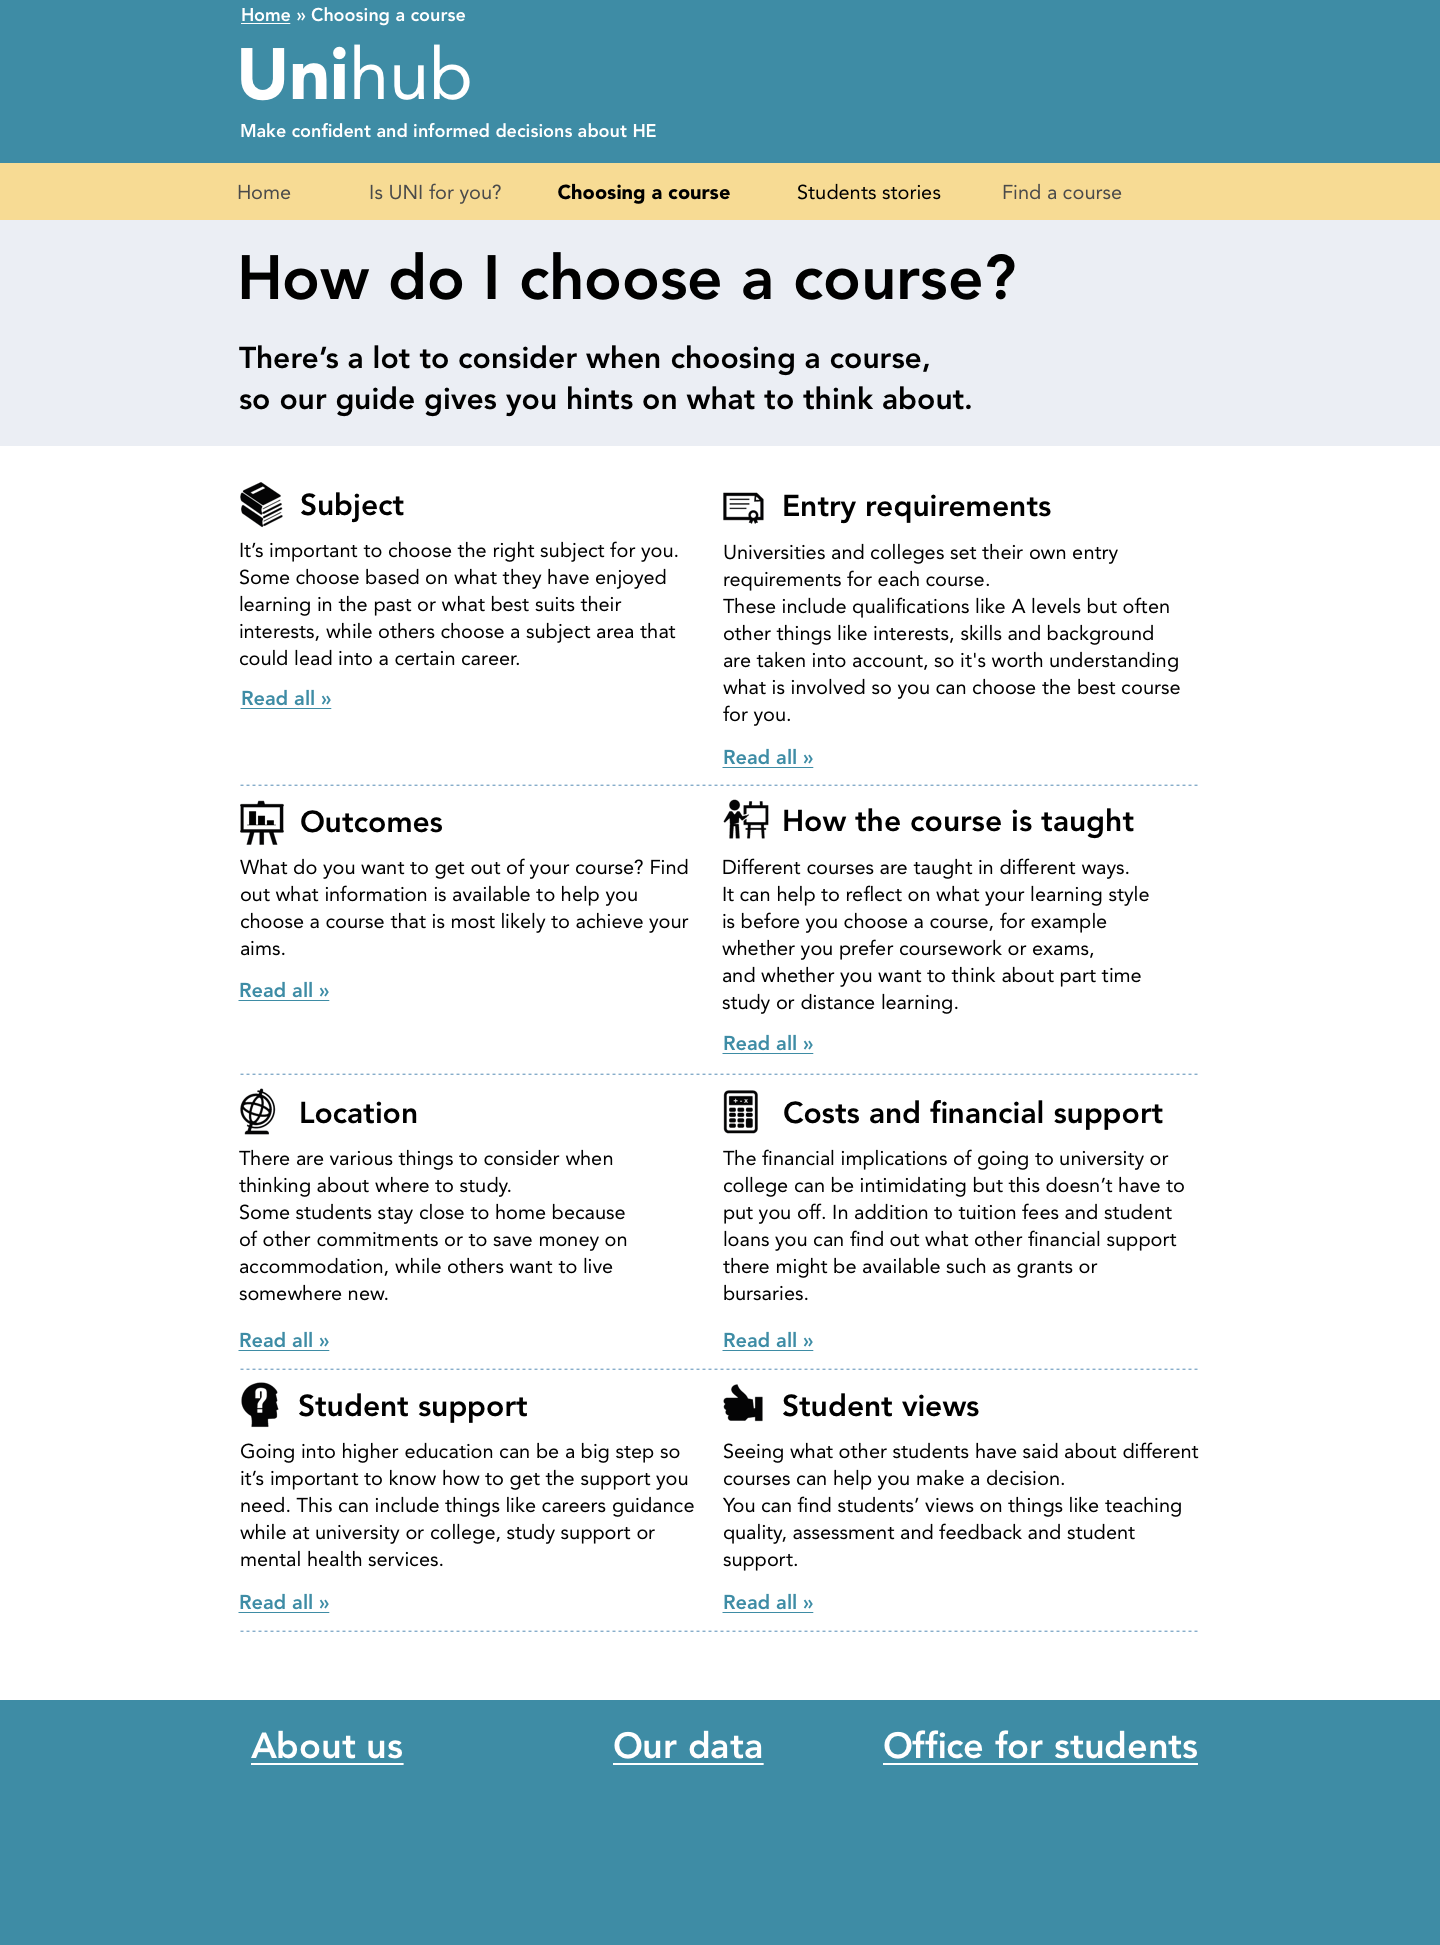 Home » Choosing a course
Unihub
Make confident and informed decisions about HE
Home
Is UNI for you?
Choosing a course
Students stories
Find a course
How do I choose a course?
There’s a lot to consider when choosing a course,
so our guide gives you hints on what to think about.
Subject
It’s important to choose the right subject for you.
Some choose based on what they have enjoyed
learning in the past or what best suits their
interests, while others choose a subject area that
could lead into a certain career.
Read all »
Entry requirements
Universities and colleges set their own entry
requirements for each course.
These include qualifications like A levels but often
other things like interests, skills and background
are taken into account, so it's worth understanding
what is involved so you can choose the best course
for you.
Read all »
Outcomes
What do you want to get out of your course? Find
out what information is available to help you
choose a course that is most likely to achieve your
aims.
Read all »
How the course is taught
Different courses are taught in different ways.
It can help to reflect on what your learning style
is before you choose a course, for example
whether you prefer coursework or exams,
and whether you want to think about part time
study or distance learning.
Read all »
Location
There are various things to consider when
thinking about where to study.
Some students stay close to home because
of other commitments or to save money on
accommodation, while others want to live
somewhere new.
Read all »
Costs and financial support
The financial implications of going to university or
college can be intimidating but this doesn’t have to
put you off. In addition to tuition fees and student
loans you can find out what other financial support
there might be available such as grants or
bursaries.
Read all »
Student support
Going into higher education can be a big step so
it’s important to know how to get the support you
need. This can include things like careers guidance
while at university or college, study support or
mental health services.
Read all »
Student views
Seeing what other students have said about different
courses can help you make a decision.
You can find students’ views on things like teaching
quality, assessment and feedback and student
support.
Read all »
About us
Our data
Office for students